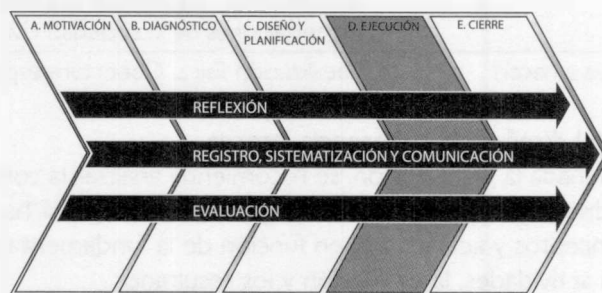 A. MOTIVACIÓN
B. DIAGNÓSTICO
C. DISEÑO Y
PLANIFICACIÓN
D. EJECUCIÓN
E. CIERRE
REFLEXIÓN
REGISTRO, SISTEMATIZACIÓN Y COMUNICACIÓN
EVALUACIÓN